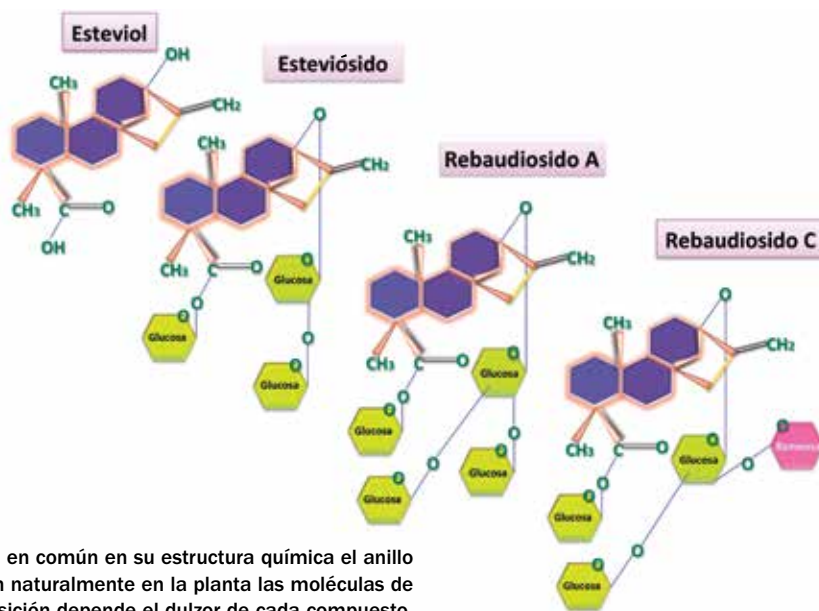 Esteviol
OH
CH₃
CH₂
CH₃
C
O
OH
Esteviósido
O
CH₃
CH₂
CH₃
C
O
O
O
Glucosa
O
Glucosa
O
O
Glucosa
Rebaudiosido A
O
CH₃
CH₂
CH₃
C
O
O
O
Glucosa
O
Glucosa
O
O
Glucosa
O
O
Glucosa
Rebaudiosido C
O
CH₃
CH₂
CH₃
C
O
O
O
Glucosa
O
Glucosa
O
O
O
O
Glucosa
en común en su estructura química el anillo
n naturalmente en la planta las moléculas de
sición depende el dulzor de cada compuesto.